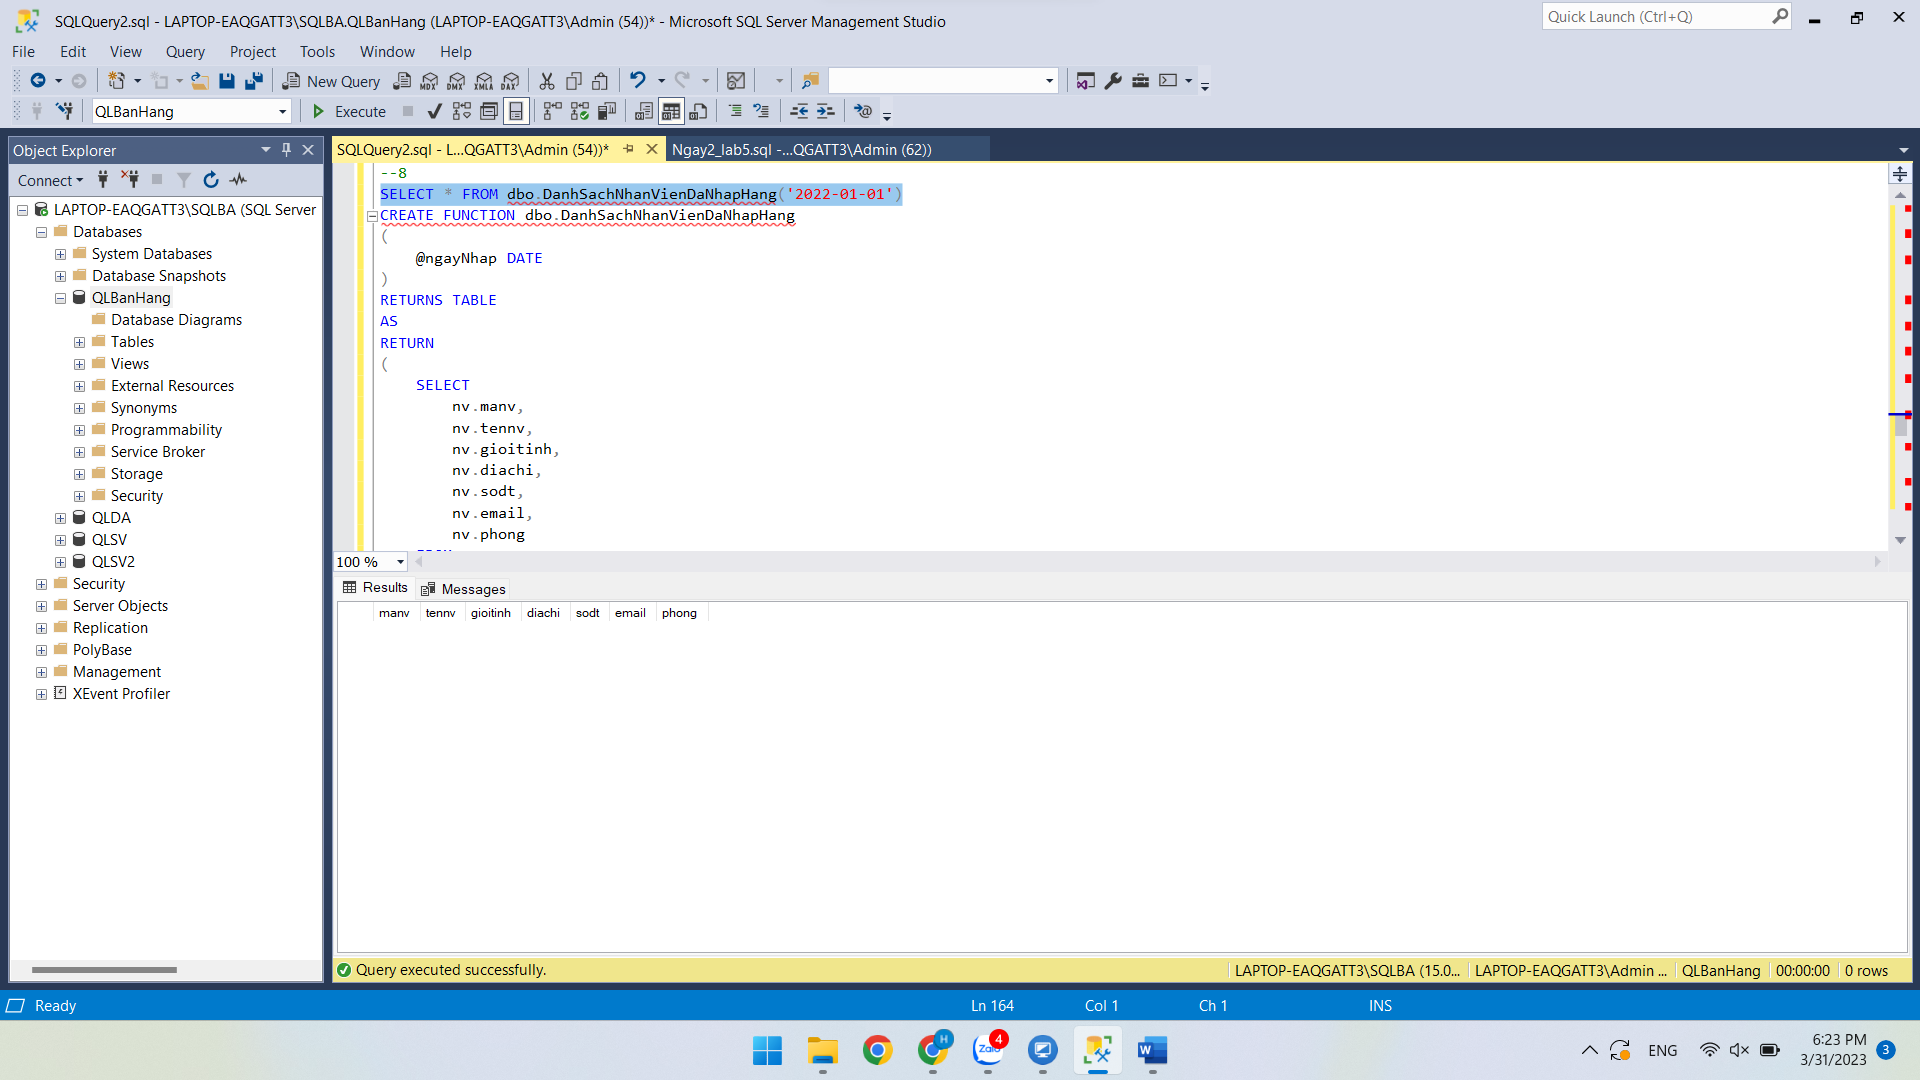 SQLQuery2.sql - LAPTOP-EAQGATT3\SQLBA.QLBanHang (LAPTOP-EAQGATT3\Admin (54))* - Microsoft SQL Server Management Studio
Quick Launch (Ctrl+Q)
File Edit View Query Project Tools Window Help
New Query MDX DMX XMLA DAX
QLBanHang Execute
Object Explorer
SQLQuery2.sql - L...QGATT3\Admin (54))* Ngay2_lab5.sql -...QGATT3\Admin (62))
Connect
LAPTOP-EAQGATT3\SQLBA (SQL Server
Databases
System Databases
Database Snapshots
QLBanHang
Database Diagrams
Tables
Views
External Resources
Synonyms
Programmability
Service Broker
Storage
Security
QLDA
QLSV
QLSV2
Security
Server Objects
Replication
PolyBase
Management
XEvent Profiler
--8
SELECT * FROM dbo.DanhSachNhanVienDaNhapHang('2022-01-01')
CREATE FUNCTION dbo.DanhSachNhanVienDaNhapHang
(
@ngayNhap DATE
)
RETURNS TABLE
AS
RETURN
(
SELECT
nv.manv,
nv.tennv,
nv.gioitinh,
nv.diachi,
nv.sodt,
nv.email,
nv.phong
100 %
Results Messages
manv tennv gioitinh diachi sodt email phong
Query executed successfully. LAPTOP-EAQGATT3\SQLBA (15.0... LAPTOP-EAQGATT3\Admin ... QLBanHang 00:00:00 0 rows
Ready Ln 164 Col 1 Ch 1 INS
H Zalo 4 W ENG 6:23 PM
3/31/2023 3